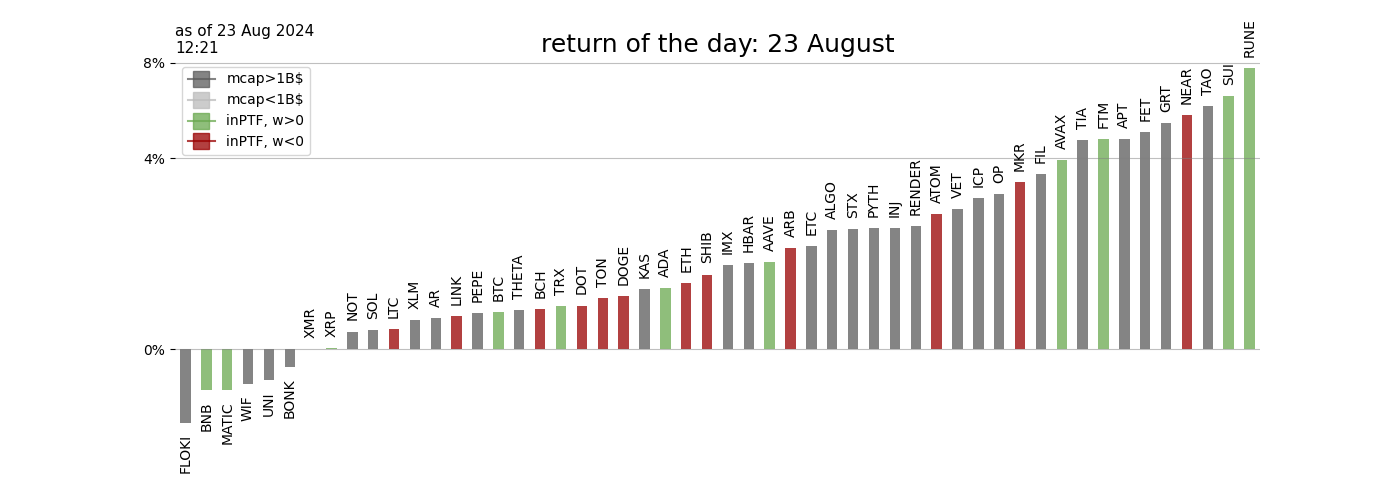 as of 23 Aug 2024
12:21
return of the day: 23 August
8%
4%
0%
mcap>1B$
mcap<1B$
inPTF, w>0
inPTF, w<0
FLOKI
BNB
MATIC
WIF
UNI
BONK
XMR
XRP
NOT
SOL
LTC
XLM
AR
LINK
PEPE
BTC
THETA
BCH
TRX
DOT
TON
DOGE
KAS
ADA
ETH
SHIB
IMX
HBAR
AAVE
ARB
ETC
ALGO
STX
PYTH
INJ
RENDER
ATOM
VET
ICP
OP
MKR
FIL
AVAX
TIA
FTM
APT
FET
GRT
NEAR
TAO
SUI
RUNE